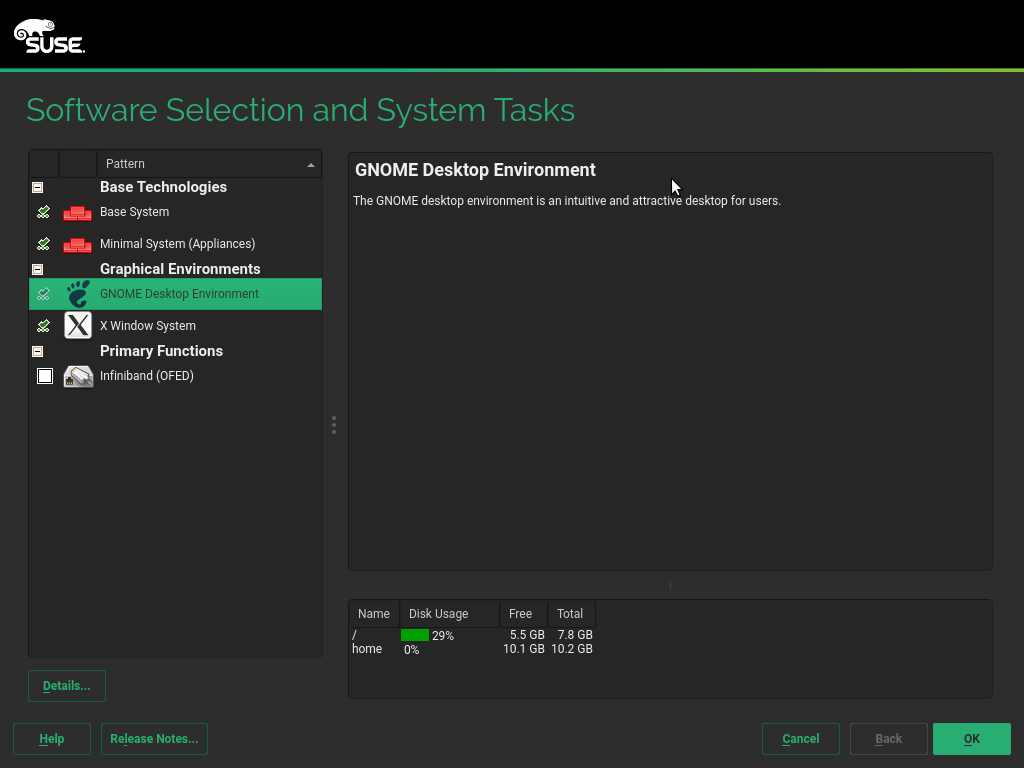 SUSE.
Software Selection and System Tasks
Pattern
Base Technologies
Base System
Minimal System (Appliances)
Graphical Environments
GNOME Desktop Environment
X Window System
Primary Functions
Infiniband (OFED)
Details...
GNOME Desktop Environment
The GNOME desktop environment is an intuitive and attractive desktop for users.
Name Disk Usage Free Total
/ 29% 5.5 GB 7.8 GB
home 0% 10.1 GB 10.2 GB
Help Release Notes... Cancel Back OK